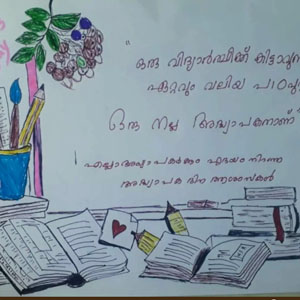 "
ഒരു വിദ്യാർത്ഥിക്ക് കിട്ടാവുന്ന
ഏറ്റവും വലിയ പാഠപു
ഒരു നല്ല അദ്ധ്യാപകനാണ്"
എല്ലാ അദ്ധ്യാപകർക്കും ഹൃദയം നിറഞ്ഞ
അദ്ധ്യാപക ദിന ആശംസകൾ